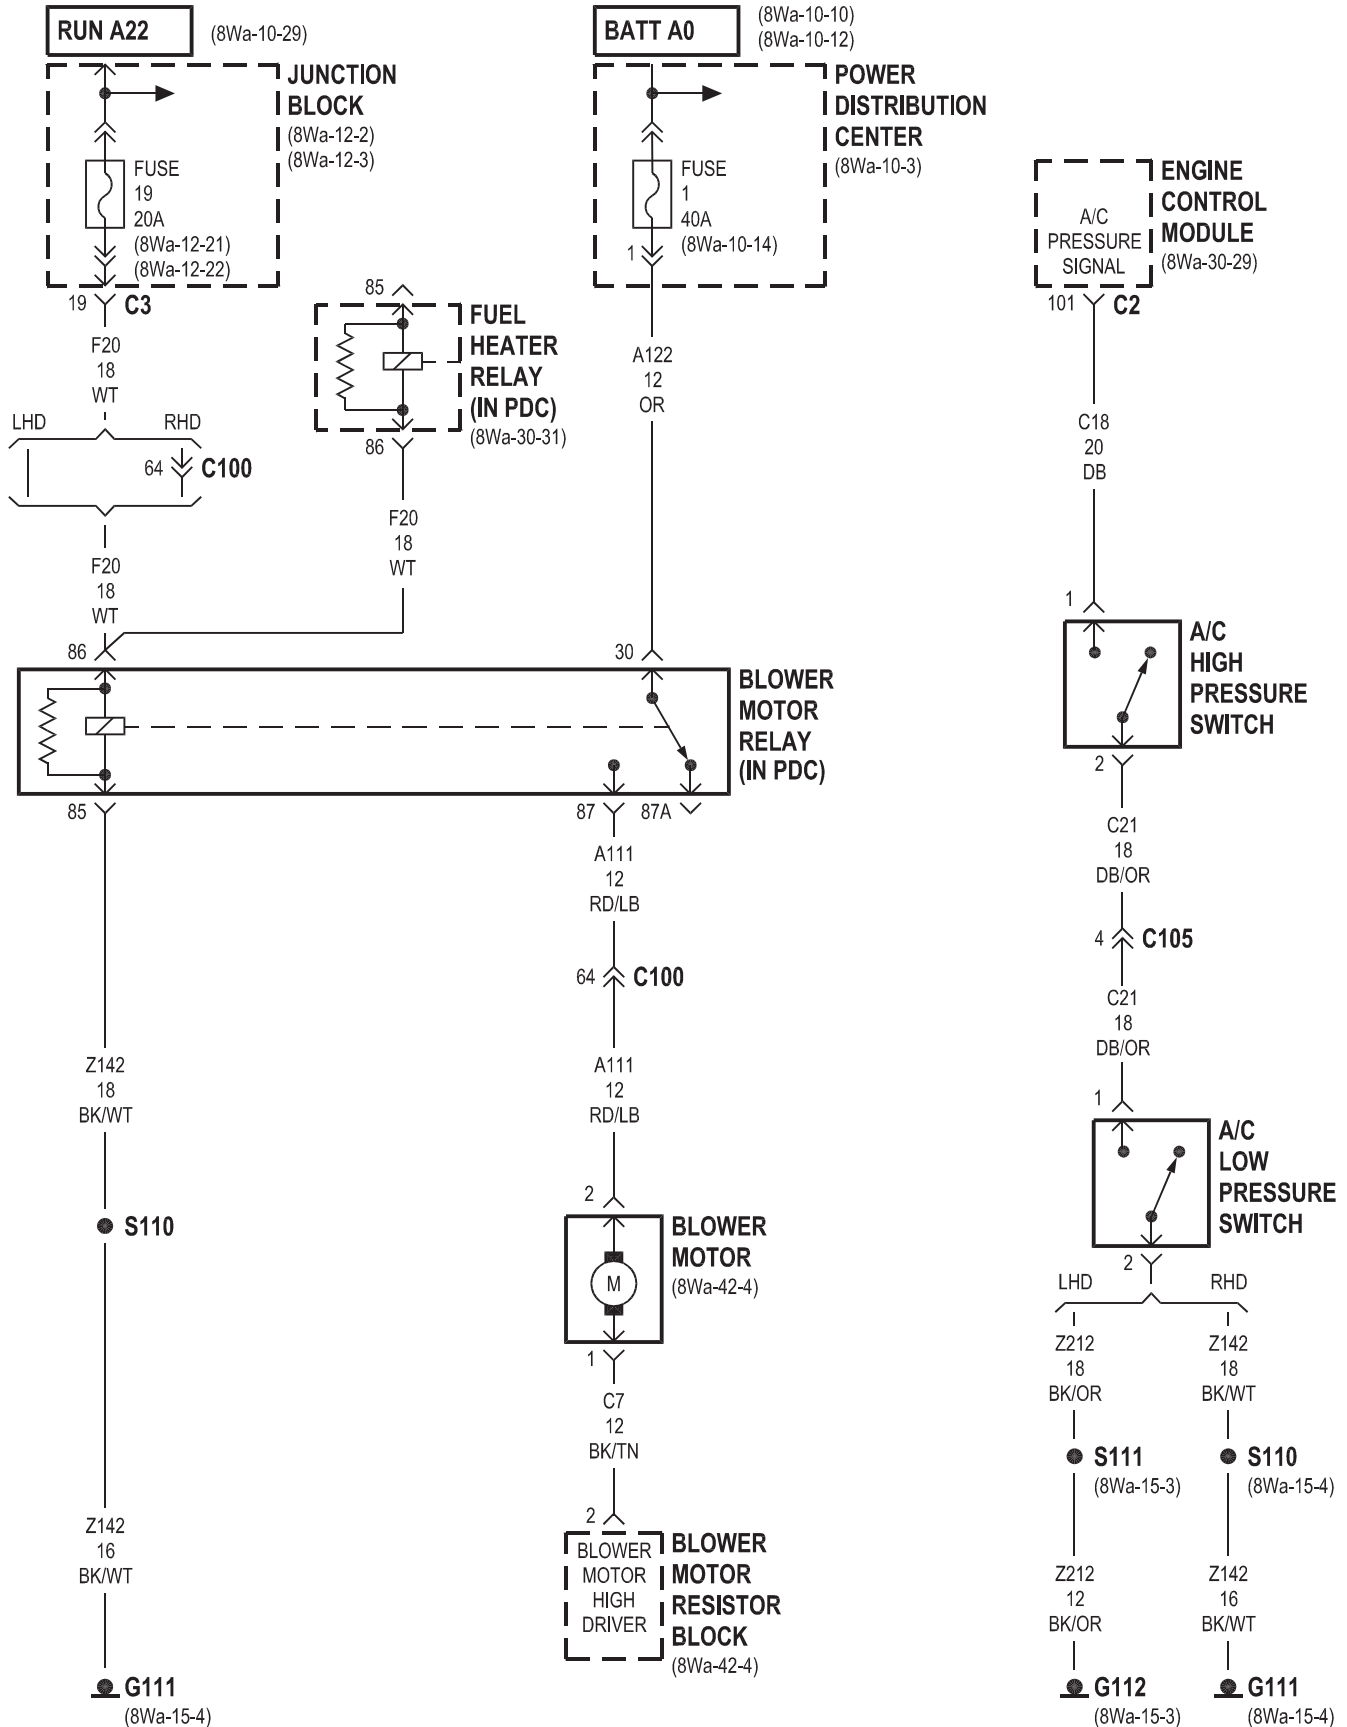 RUN A22
(8Wa-10-29)
JUNCTION
BLOCK
(8Wa-12-2)
(8Wa-12-3)
FUSE
19
20A
(8Wa-12-21)
(8Wa-12-22)
19
C3
F20
18
WT
LHD
RHD
64
C100
F20
18
WT
85
FUEL
HEATER
RELAY
(IN PDC)
(8Wa-30-31)
86
F20
18
WT
BATT A0
(8Wa-10-10)
(8Wa-10-12)
POWER
DISTRIBUTION
CENTER
(8Wa-10-3)
FUSE
1
40A
(8Wa-10-14)
1
A122
12
OR
86
30
BLOWER
MOTOR
RELAY
(IN PDC)
85
87
87A
Z142
18
BK/WT
S110
Z142
16
BK/WT
G111
(8Wa-15-4)
A111
12
RD/LB
64
C100
A111
12
RD/LB
2
BLOWER
MOTOR
(8Wa-42-4)
M
1
C7
12
BK/TN
2
BLOWER
MOTOR
HIGH
DRIVER
BLOWER
MOTOR
RESISTOR
BLOCK
(8Wa-42-4)
A/C
PRESSURE
SIGNAL
ENGINE
CONTROL
MODULE
(8Wa-30-29)
101
C2
C18
20
DB
1
A/C
HIGH
PRESSURE
SWITCH
2
C21
18
DB/OR
4
C105
C21
18
DB/OR
1
A/C
LOW
PRESSURE
SWITCH
2
LHD
RHD
Z212
18
BK/OR
S111
(8Wa-15-3)
Z212
12
BK/OR
G112
(8Wa-15-3)
Z142
18
BK/WT
S110
(8Wa-15-4)
Z142
16
BK/WT
G111
(8Wa-15-4)